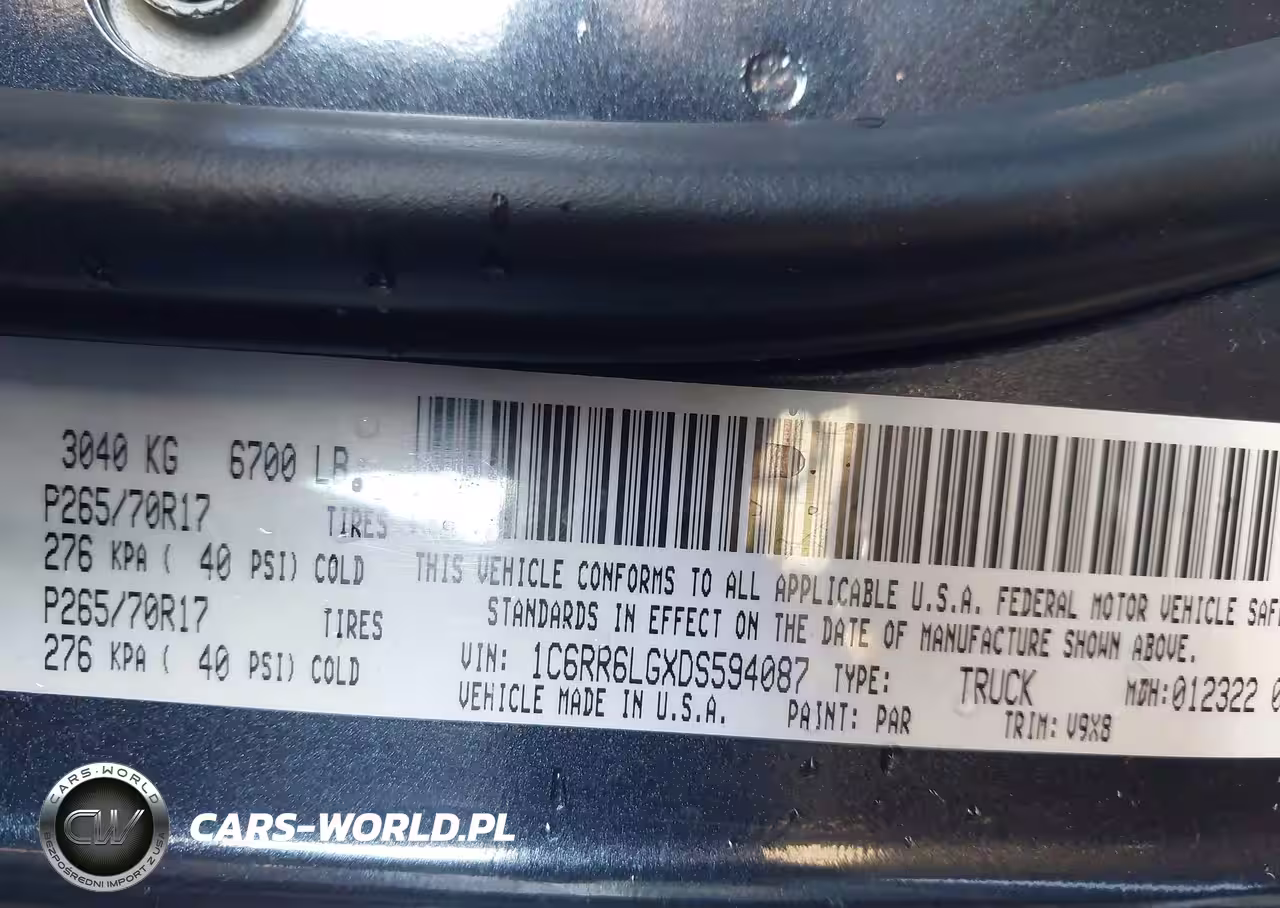 3040 KG 6700 LB
P265/70R17 TIRES
276 KPA ( 40 PSI) COLD
P265/70R17 TIRES
276 KPA ( 40 PSI) COLD
THIS VEHICLE CONFORMS TO ALL APPLICABLE U.S.A. FEDERAL MOTOR VEHICLE
STANDARDS IN EFFECT ON THE DATE OF MANUFACTURE SHOWN ABOVE.
VIN: 1C6RR6LGXDS594087 TYPE: TRUCK MDH:012322
VEHICLE MADE IN U.S.A. PAINT: PAR TRIM: V9X8
CARS-WORLD
CW
BEZPOŚREDNI IMPORT Z USA
CARS-WORLD.PL